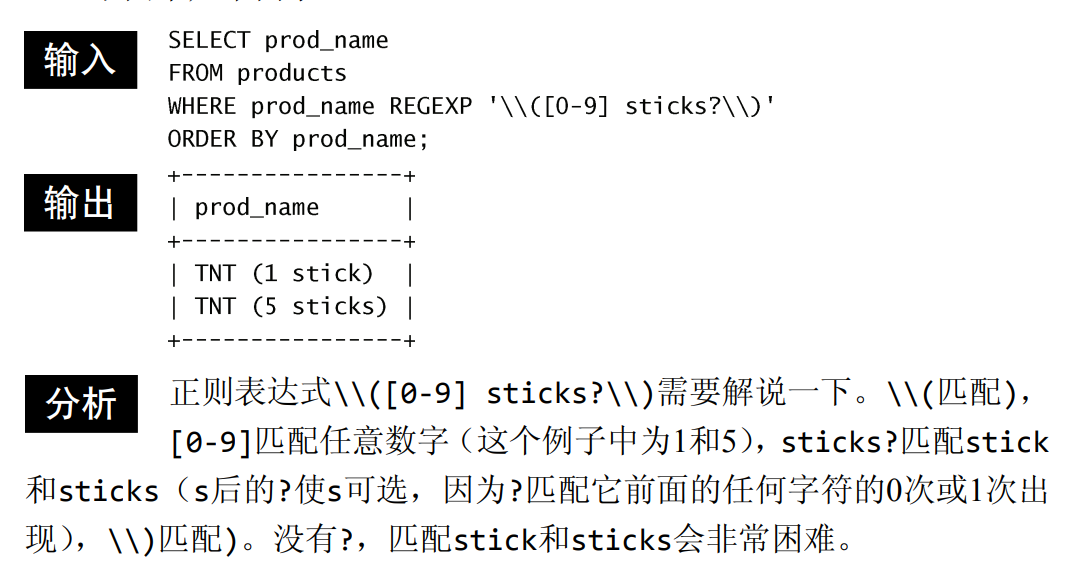 输入
SELECT prod_name
FROM products
WHERE prod_name REGEXP '\\([0-9] sticks?\\)'
ORDER BY prod_name;
输出
+----------------+
| prod_name      |
+----------------+
| TNT (1 stick)  |
| TNT (5 sticks) |
+----------------+
分析
正则表达式\\([0-9] sticks?\\)需要解说一下。\\(匹配)，
[0-9]匹配任意数字（这个例子中为1和5），sticks?匹配stick
和sticks（s后的?使s可选，因为?匹配它前面的任何字符的0次或1次出
现），\\)匹配)。没有?，匹配stick和sticks会非常困难。